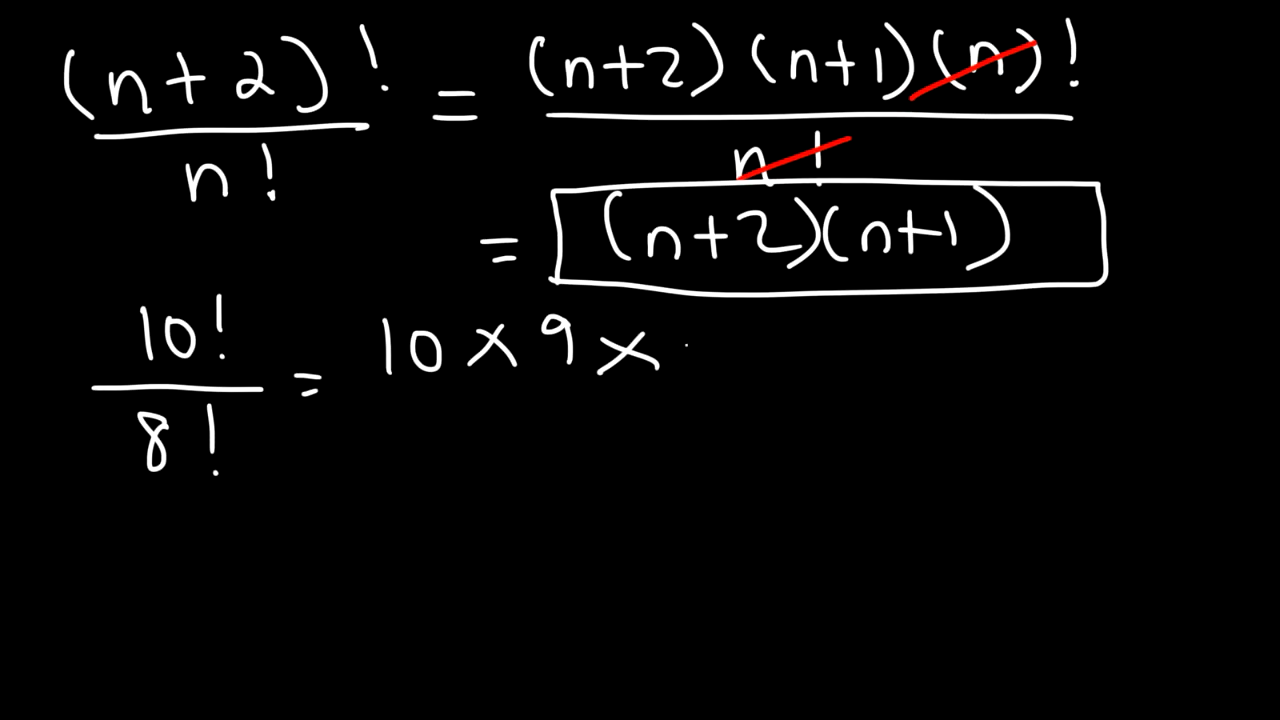 (n+2)! / n! = (n+2)(n+1)(n)! / n!
= (n+2)(n+1)
10! / 8! = 10 × 9 ×